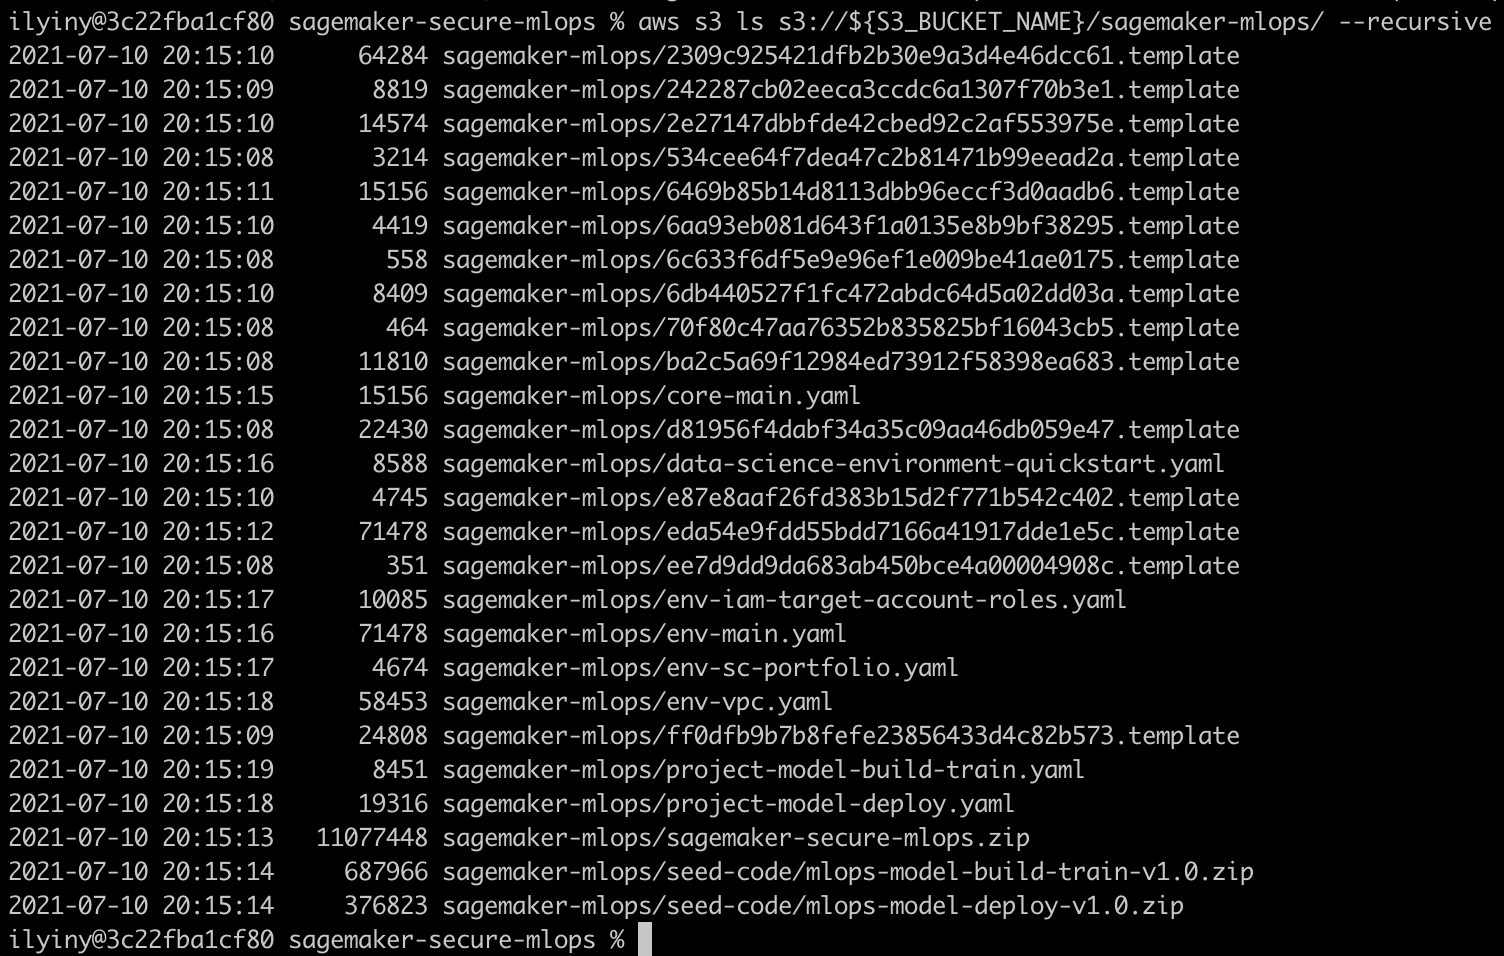 ilyiny@3c22fba1cf80 sagemaker-secure-mlops % aws s3 ls s3://${S3_BUCKET_NAME}/sagemaker-mlops/ --recursive
2021-07-10 20:15:10      64284 sagemaker-mlops/2309c925421dfb2b30e9a3d4e46dcc61.template
2021-07-10 20:15:09       8819 sagemaker-mlops/242287cb02eeca3ccdc6a1307f70b3e1.template
2021-07-10 20:15:10      14574 sagemaker-mlops/2e27147dbbfde42cbed92c2af553975e.template
2021-07-10 20:15:08       3214 sagemaker-mlops/534cee64f7dea47c2b81471b99eead2a.template
2021-07-10 20:15:11      15156 sagemaker-mlops/6469b85b14d8113dbb96eccf3d0aadb6.template
2021-07-10 20:15:10       4419 sagemaker-mlops/6aa93eb081d643f1a0135e8b9bf38295.template
2021-07-10 20:15:08        558 sagemaker-mlops/6c633f6df5e9e96ef1e009be41ae0175.template
2021-07-10 20:15:10       8409 sagemaker-mlops/6db440527f1fc472abdc64d5a02dd03a.template
2021-07-10 20:15:08        464 sagemaker-mlops/70f80c47aa76352b835825bf16043cb5.template
2021-07-10 20:15:08      11810 sagemaker-mlops/ba2c5a69f12984ed73912f58398ea683.template
2021-07-10 20:15:15      15156 sagemaker-mlops/core-main.yaml
2021-07-10 20:15:08      22430 sagemaker-mlops/d81956f4dabf34a35c09aa46db059e47.template
2021-07-10 20:15:16       8588 sagemaker-mlops/data-science-environment-quickstart.yaml
2021-07-10 20:15:10       4745 sagemaker-mlops/e87e8aaf26fd383b15d2f771b542c402.template
2021-07-10 20:15:12      71478 sagemaker-mlops/eda54e9fdd55bdd7166a41917dde1e5c.template
2021-07-10 20:15:08        351 sagemaker-mlops/ee7d9dd9da683ab450bce4a00004908c.template
2021-07-10 20:15:17      10085 sagemaker-mlops/env-iam-target-account-roles.yaml
2021-07-10 20:15:16      71478 sagemaker-mlops/env-main.yaml
2021-07-10 20:15:17       4674 sagemaker-mlops/env-sc-portfolio.yaml
2021-07-10 20:15:18      58453 sagemaker-mlops/env-vpc.yaml
2021-07-10 20:15:09      24808 sagemaker-mlops/ff0dfb9b7b8fefe23856433d4c82b573.template
2021-07-10 20:15:19       8451 sagemaker-mlops/project-model-build-train.yaml
2021-07-10 20:15:18      19316 sagemaker-mlops/project-model-deploy.yaml
2021-07-10 20:15:13   11077448 sagemaker-mlops/sagemaker-secure-mlops.zip
2021-07-10 20:15:14     687966 sagemaker-mlops/seed-code/mlops-model-build-train-v1.0.zip
2021-07-10 20:15:14     376823 sagemaker-mlops/seed-code/mlops-model-deploy-v1.0.zip
ilyiny@3c22fba1cf80 sagemaker-secure-mlops %